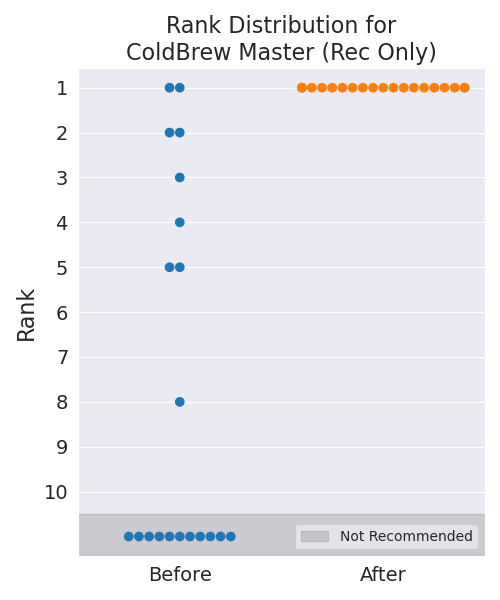 Rank Distribution for
ColdBrew Master (Rec Only)
Rank
1
2
3
4
5
6
7
8
9
10
Not Recommended
Before
After